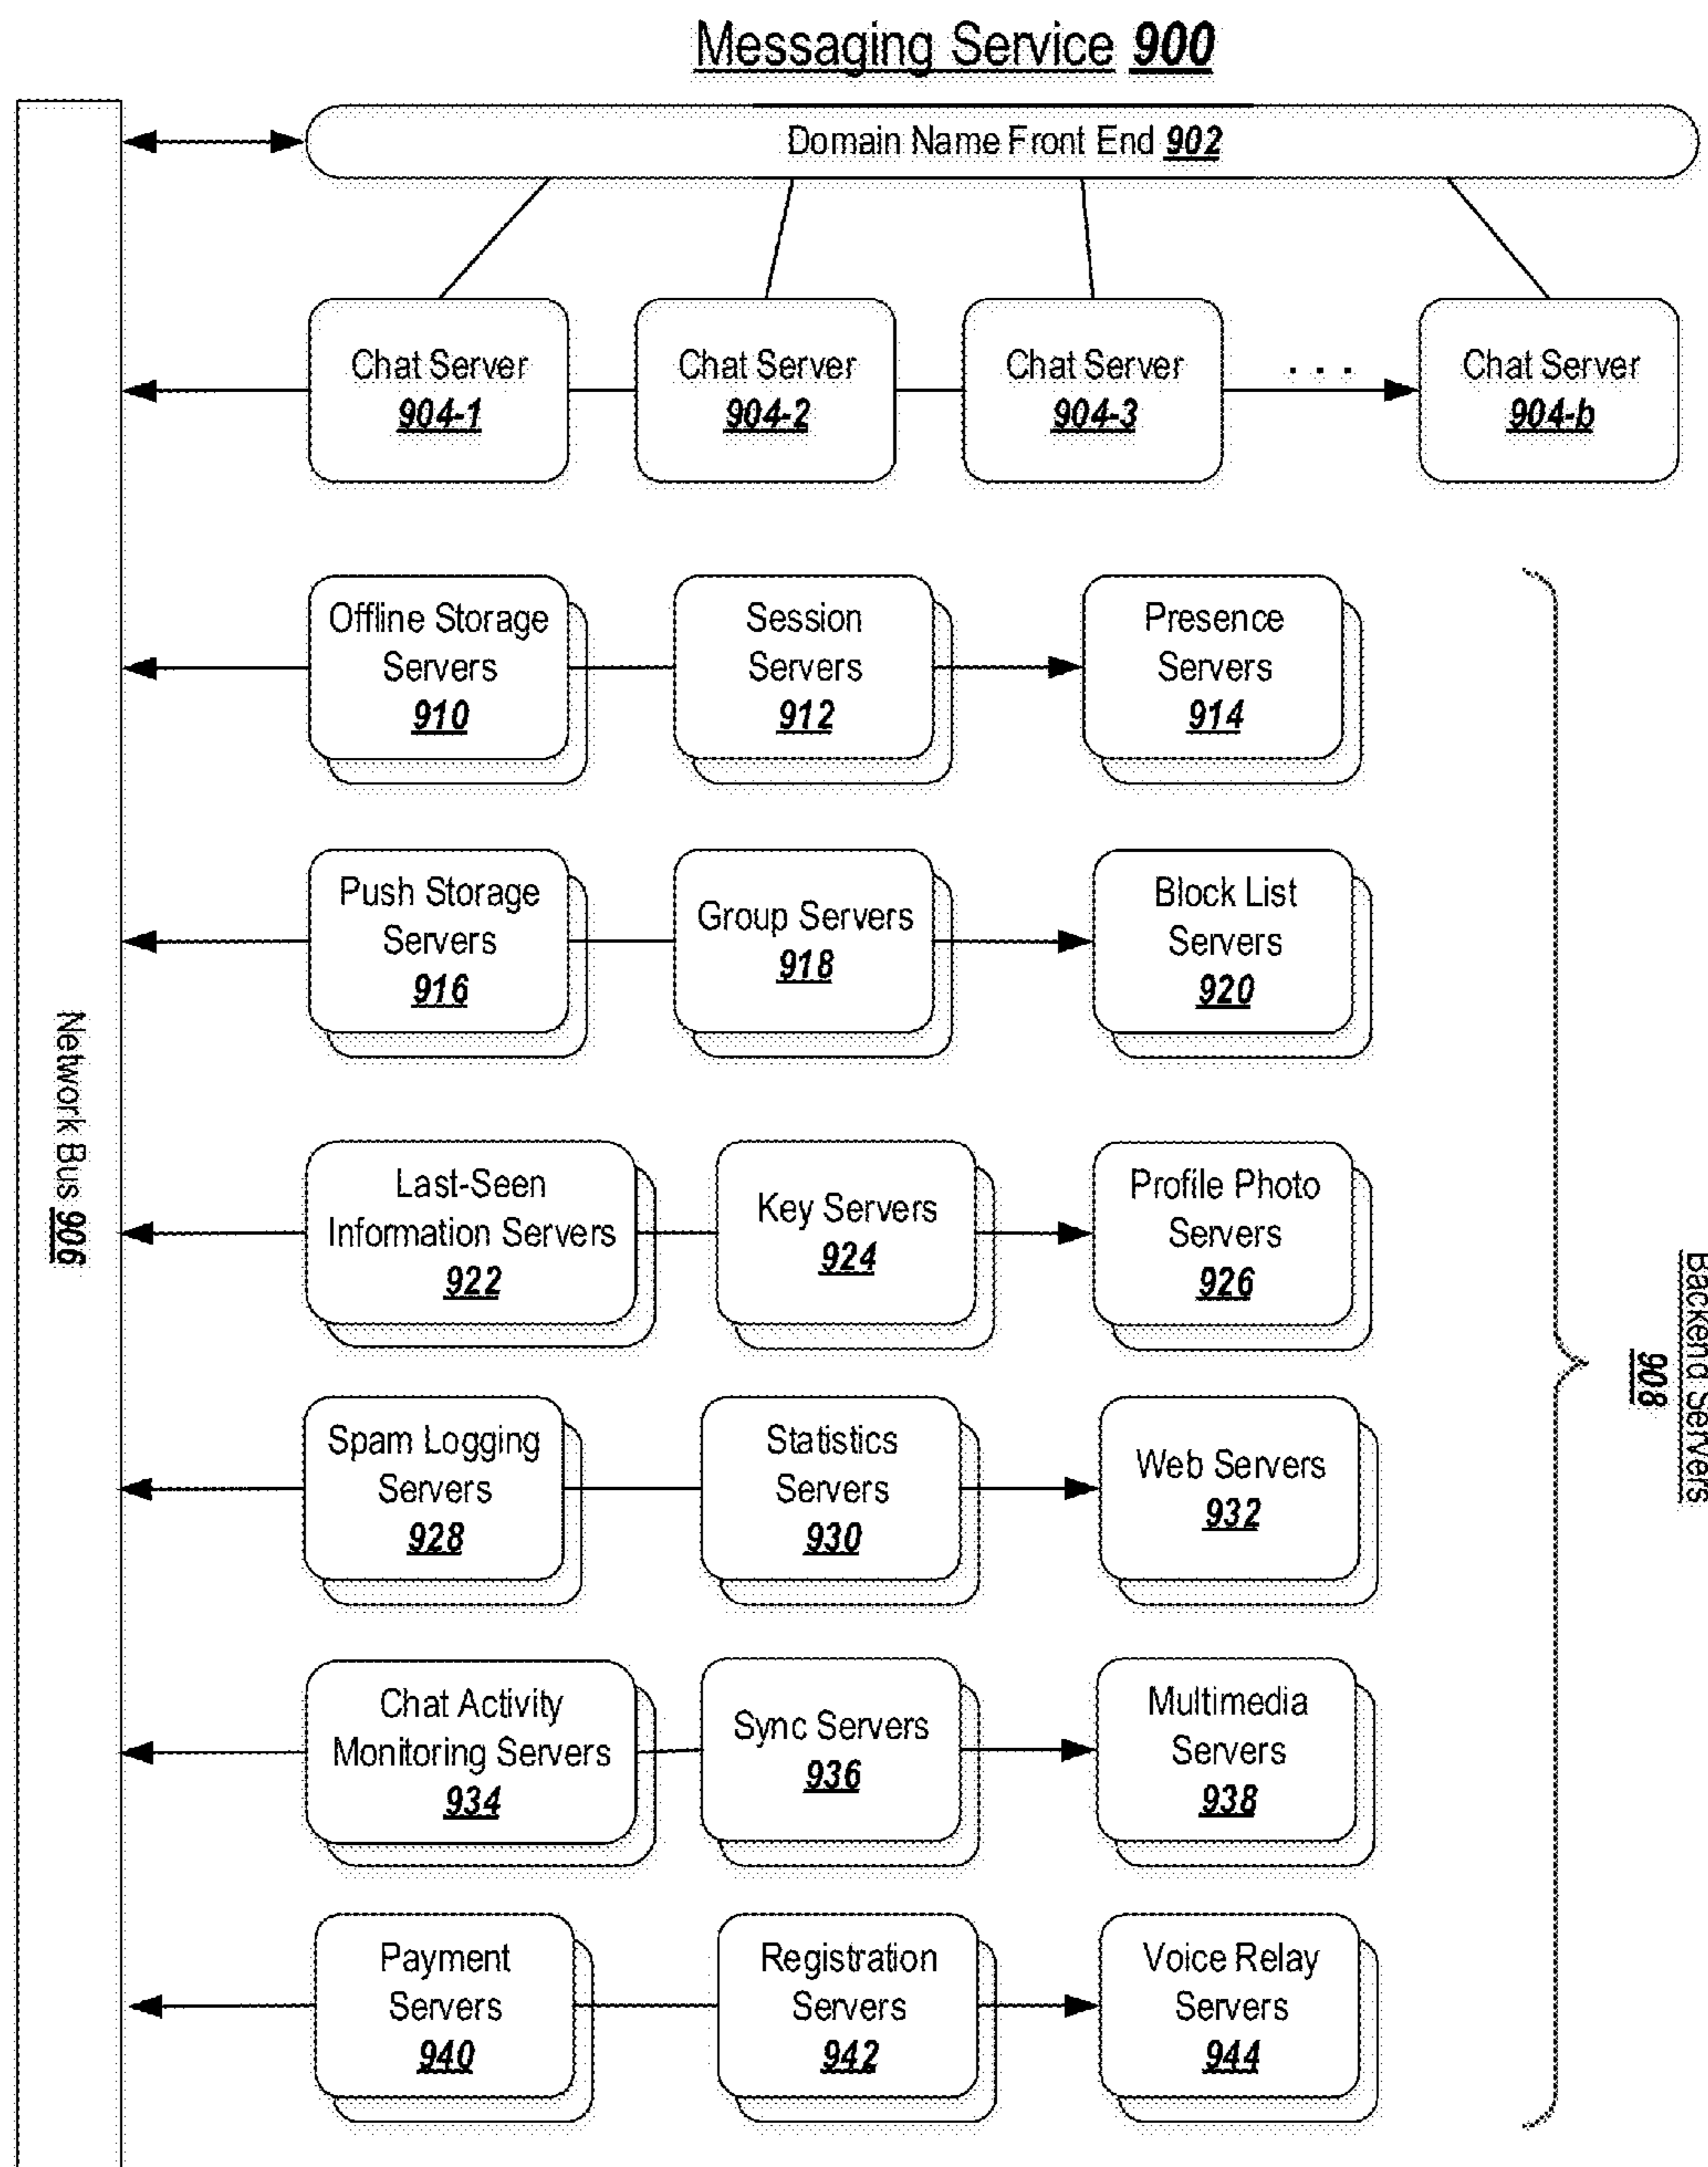 Messaging Service 900
Domain Name Front End 902
Chat Server
904-1
Chat Server
904-2
Chat Server
904-3
. . .
Chat Server
904-b
Offline Storage
Servers
910
Session
Servers
912
Presence
Servers
914
Push Storage
Servers
916
Group Servers
918
Block List
Servers
920
Network Bus 906
Last-Seen
Information Servers
922
Key Servers
924
Profile Photo
Servers
926
Backend Servers
908
Spam Logging
Servers
928
Statistics
Servers
930
Web Servers
932
Chat Activity
Monitoring Servers
934
Sync Servers
936
Multimedia
Servers
938
Payment
Servers
940
Registration
Servers
942
Voice Relay
Servers
944